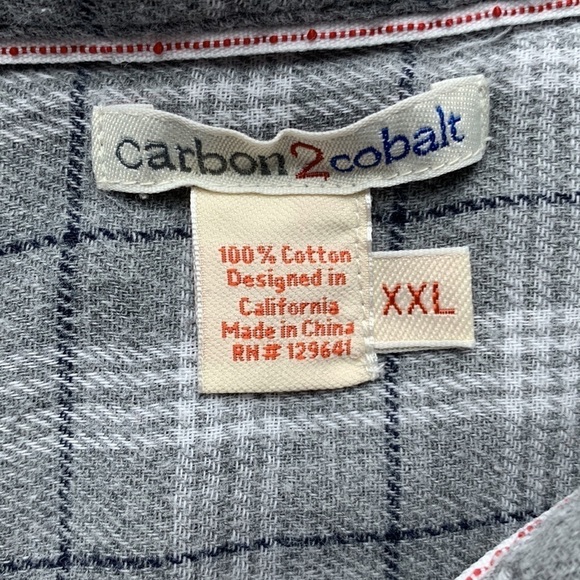 carbon2cobalt
100% Cotton
Designed in
California
Made in China
RN# 129641
XXL